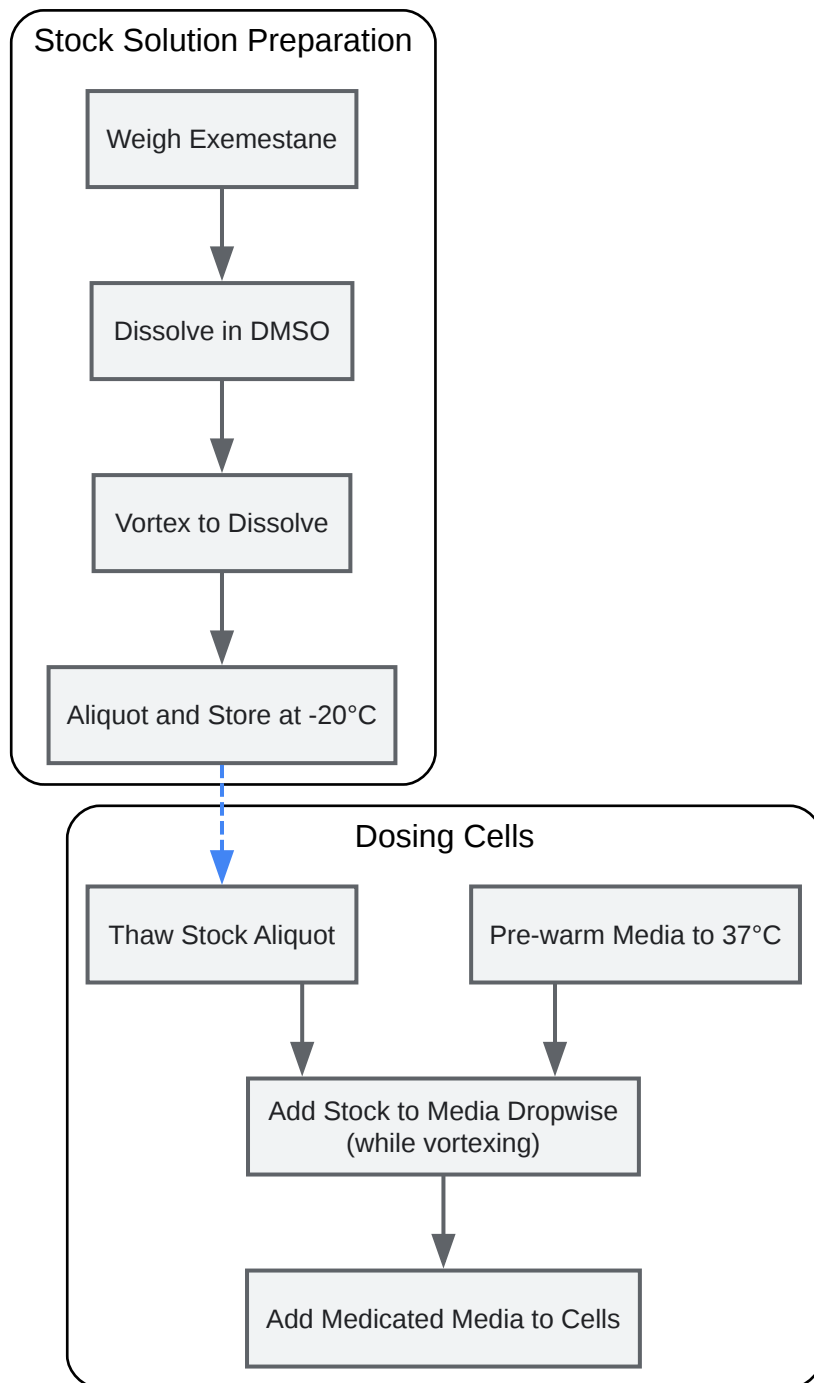 Stock Solution Preparation
Weigh Exemestane
Dissolve in DMSO
Vortex to Dissolve
Aliquot and Store at -20°C
Dosing Cells
Thaw Stock Aliquot
Pre-warm Media to 37°C
Add Stock to Media Dropwise
(while vortexing)
Add Medicated Media to Cells